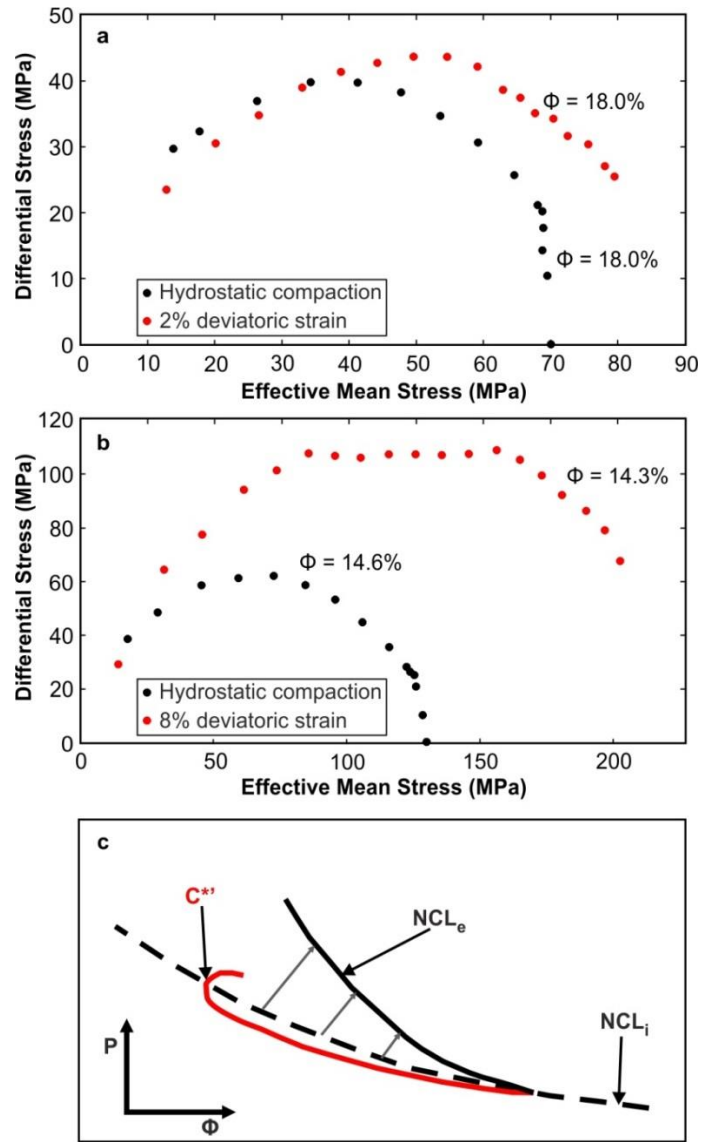 a
50
40
30
20
10
0
Differential Stress (MPa)
Φ = 18.0%
Φ = 18.0%
Hydrostatic compaction
2% deviatoric strain
0 10 20 30 40 50 60 70 80 90
Effective Mean Stress (MPa)
b
120
100
80
60
40
20
0
Differential Stress (MPa)
Φ = 14.3%
Φ = 14.6%
Hydrostatic compaction
8% deviatoric strain
0 50 100 150 200
Effective Mean Stress (MPa)
c
C*'
NCLe
NCLi
P
Φ